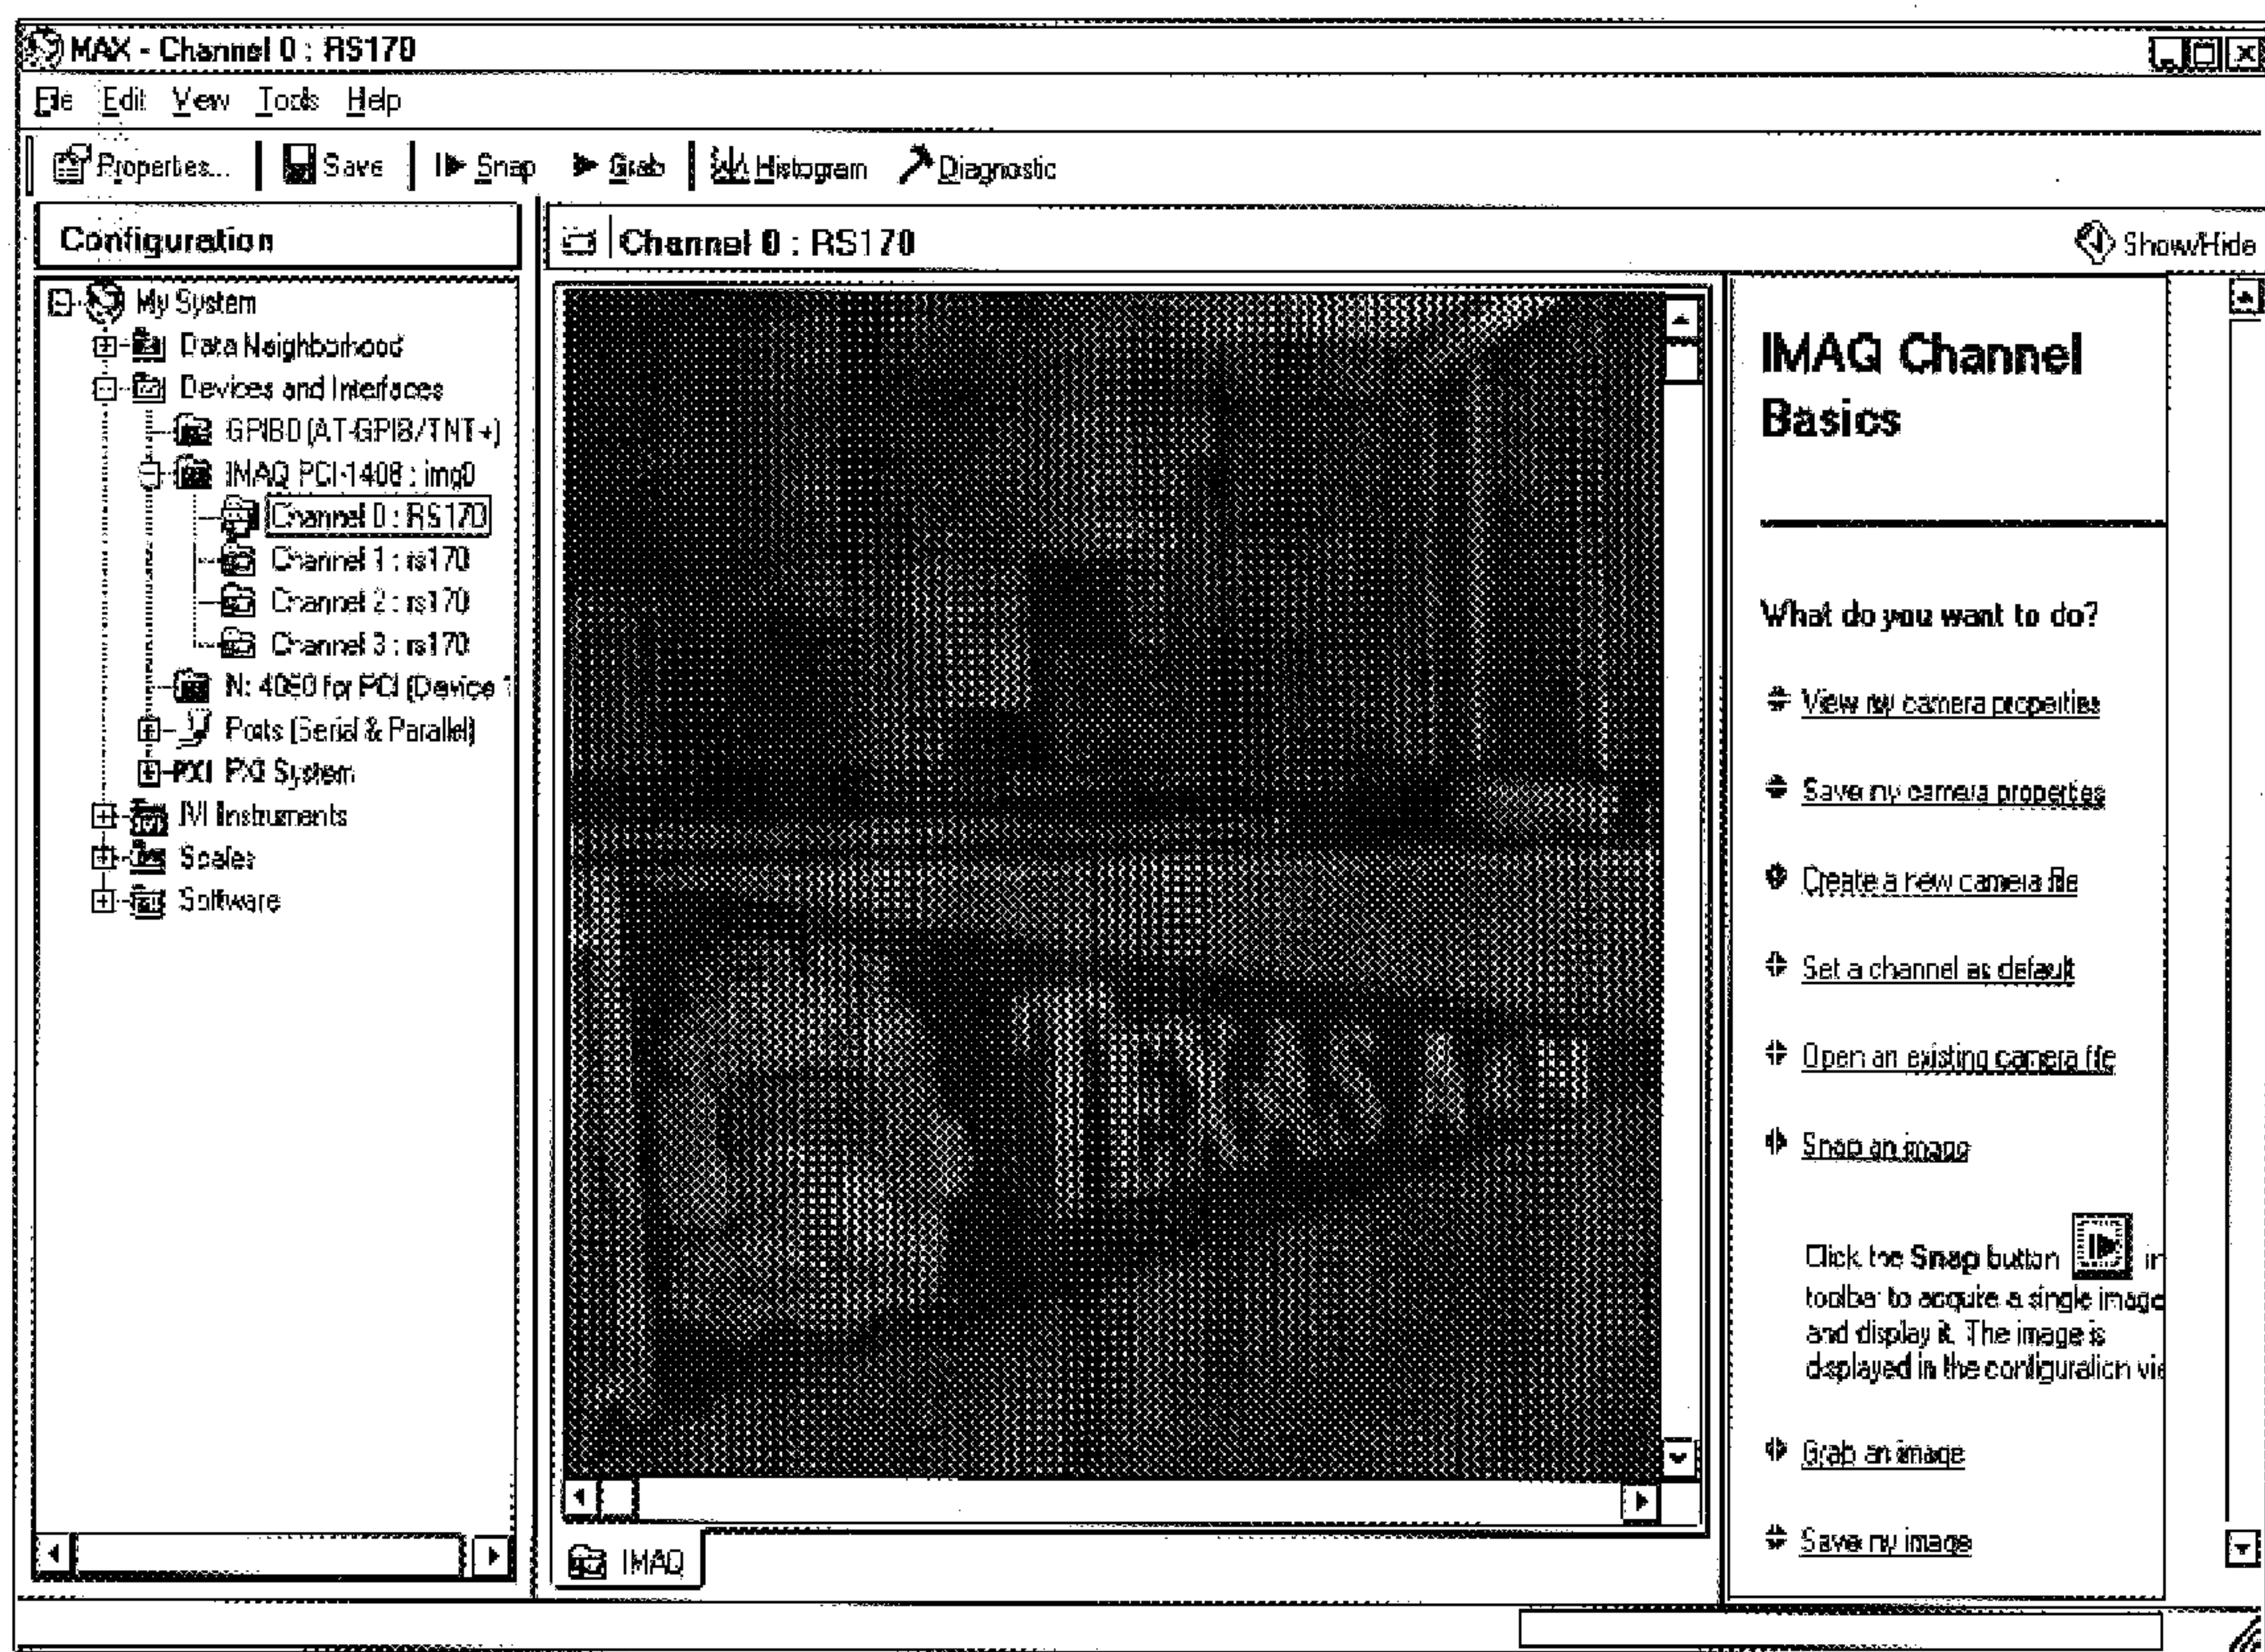 MAX - Channel 0 : RS170
File Edit View Tools Help
Properties... Save Snap Grab Histogram Diagnostic
Configuration
My System
Data Neighborhood
Devices and Interfaces
GPIB0 (AT-GPIB/TNT+)
IMAQ PCI-1408 : img0
Channel 0 : RS170
Channel 1 : rs170
Channel 2 : rs170
Channel 3 : rs170
NI 4060 for PCI (Device 1
Ports (Serial & Parallel)
PXI PXI System
IVI Instruments
Scales
Software
Channel 0 : RS170
Show/Hide
IMAQ
IMAQ Channel
Basics
What do you want to do?
View my camera properties
Save my camera properties
Create a new camera file
Set a channel as default
Open an existing camera file
Snap an image
Click the Snap button in
toolbar to acquire a single image
and display it. The image is
displayed in the configuration vie
Grab an image
Save my image